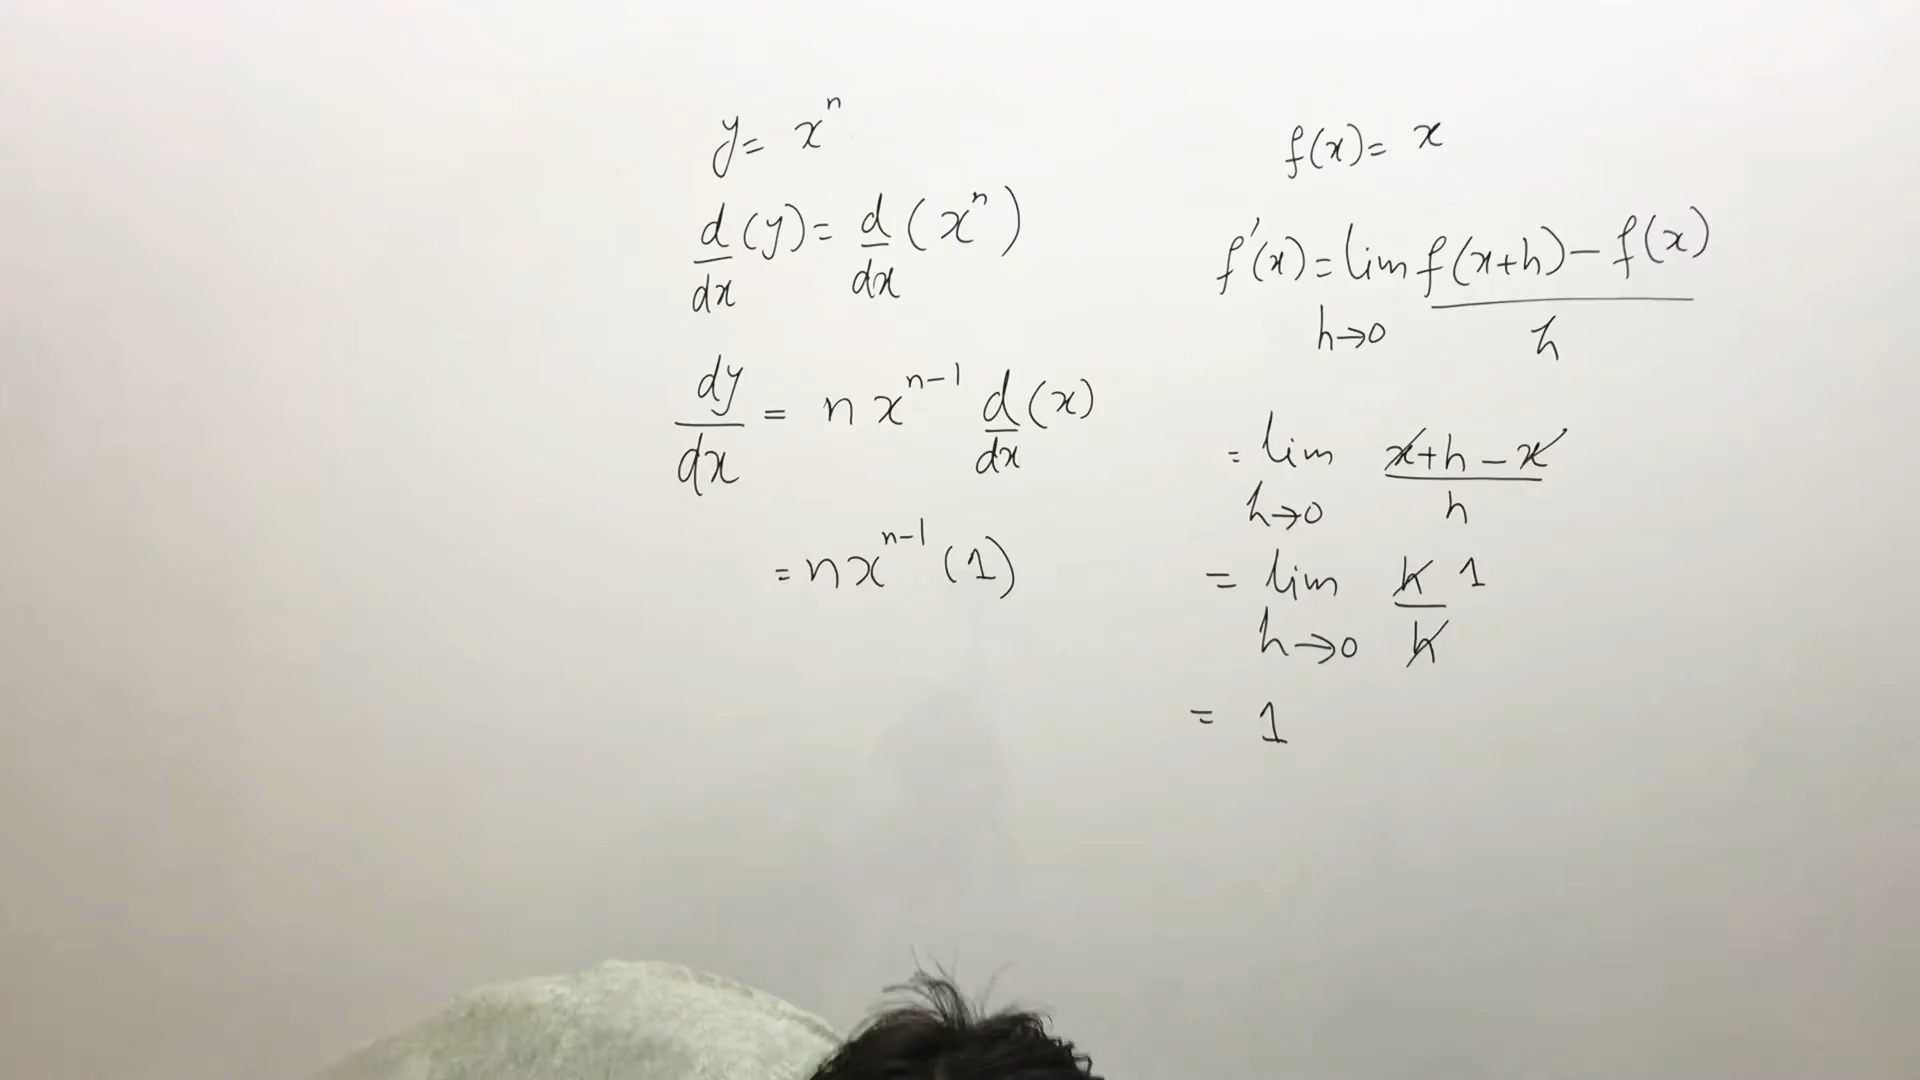 y = x^n
d/dx (y) = d/dx (x^n)
dy/dx = n x^{n-1} d/dx (x)
= n x^{n-1} (1)
f(x) = x
f'(x) = lim h→0 f(x+h) - f(x) / h
= lim h→0 x+h-x / h
= lim h→0 h/h 1
= 1